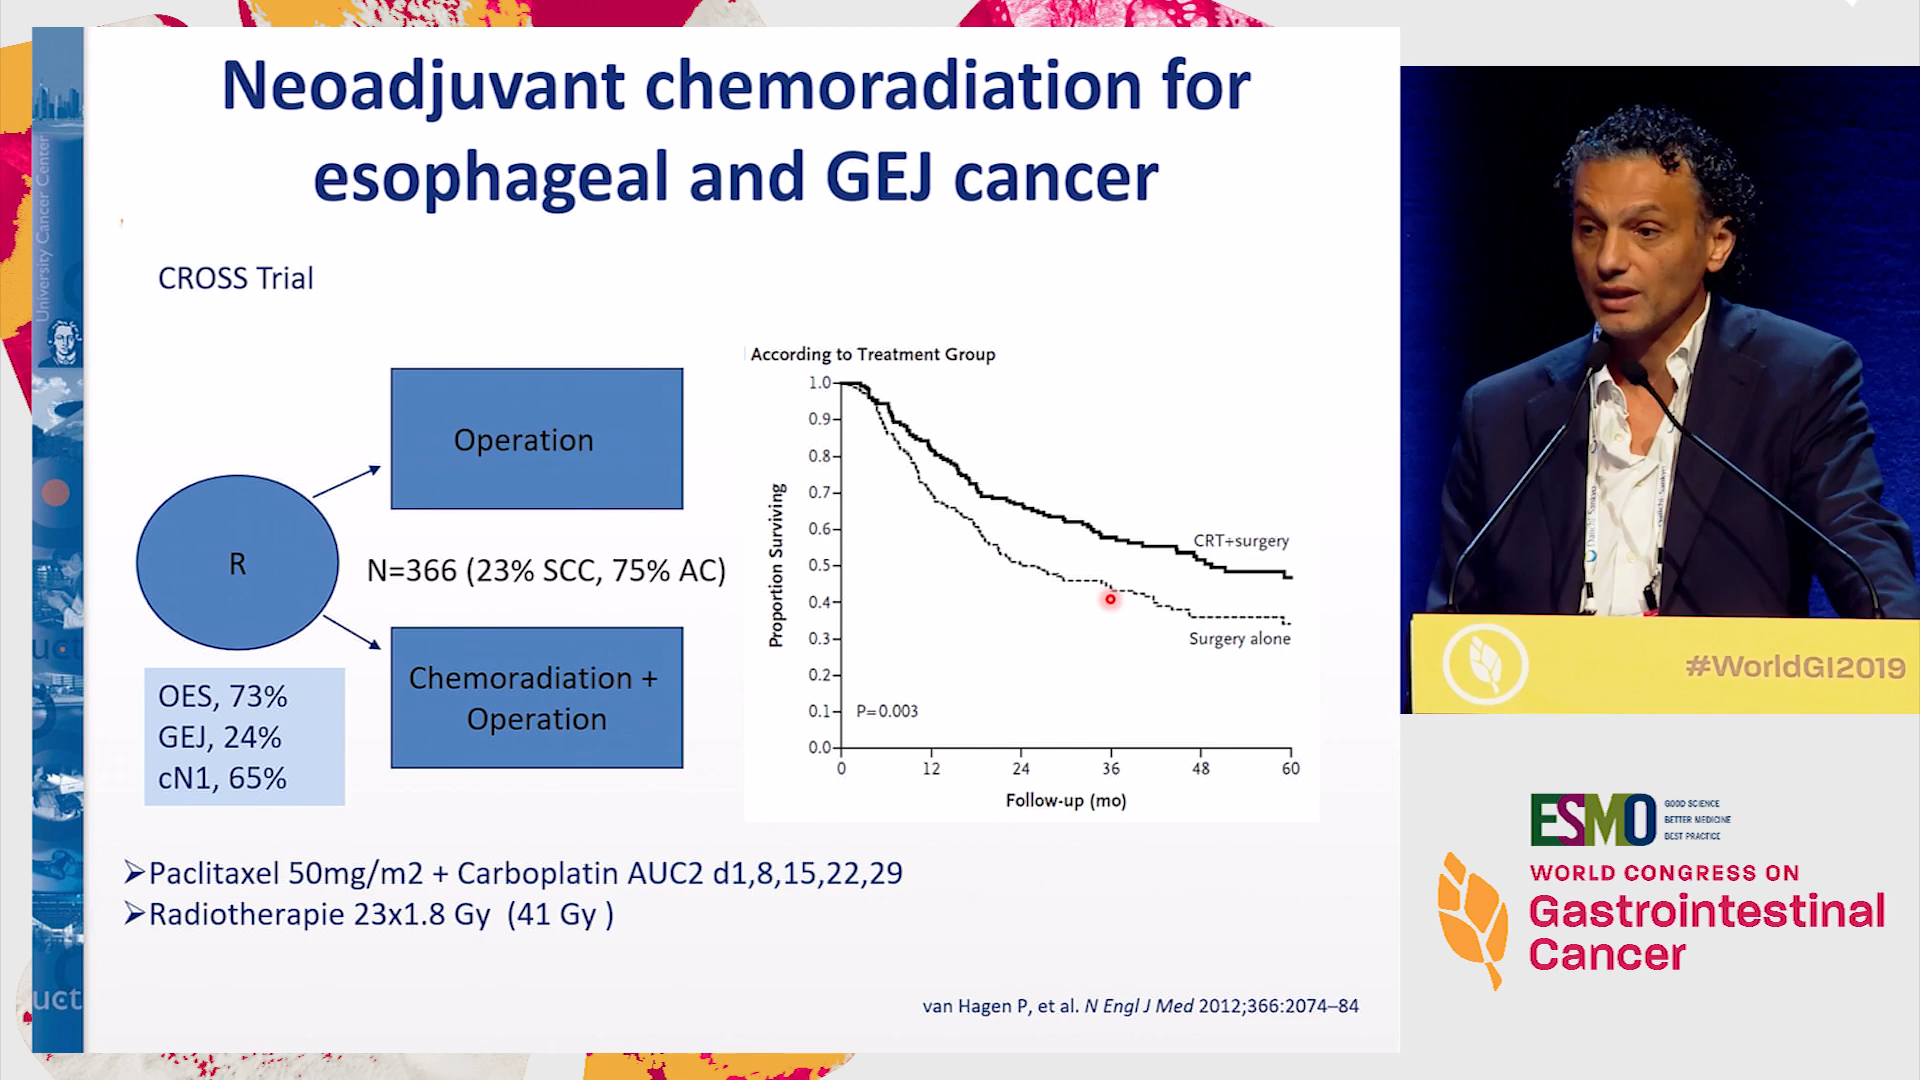 Neoadjuvant chemoradiation for
esophageal and GEJ cancer
University Cancer Center
CROSS Trial
Operation
R
N=366 (23% SCC, 75% AC)
Chemoradiation +
Operation
OES, 73%
GEJ, 24%
cN1, 65%
According to Treatment Group
Proportion Surviving
1.0
0.9
0.8
0.7
0.6
0.5
0.4
0.3
0.2
0.1
0.0
CRT+surgery
Surgery alone
P=0.003
0 12 24 36 48 60
Follow-up (mo)
➢Paclitaxel 50mg/m2 + Carboplatin AUC2 d1,8,15,22,29
➢Radiotherapie 23x1.8 Gy (41 Gy )
van Hagen P, et al. N Engl J Med 2012;366:2074–84
uct
uct
Daiichi-Sankyo
#WorldGI2019
ESMO
GOOD SCIENCE
BETTER MEDICINE
BEST PRACTICE
WORLD CONGRESS ON
Gastrointestinal
Cancer